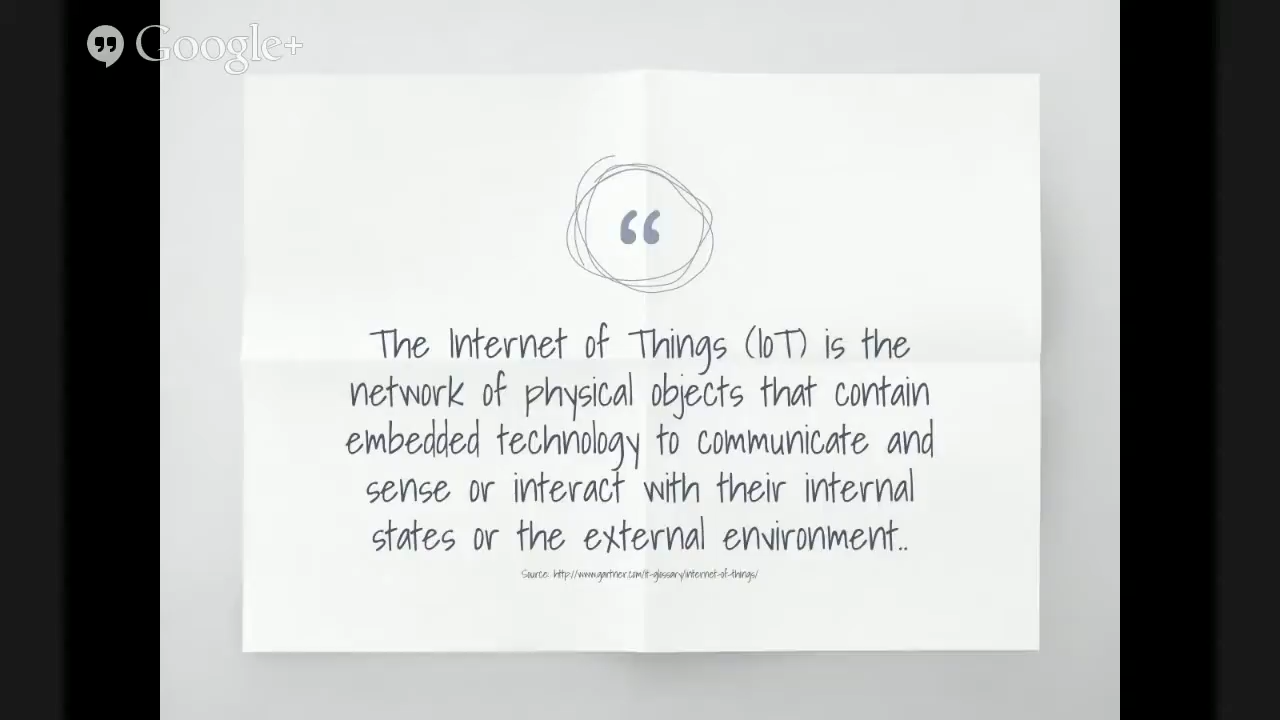 Google+
“
The Internet of Things (IoT) is the
network of physical objects that contain
embedded technology to communicate and
sense or interact with their internal
states or the external environment..
Source: http://www.gartner.com/it-glossary/internet-of-things/